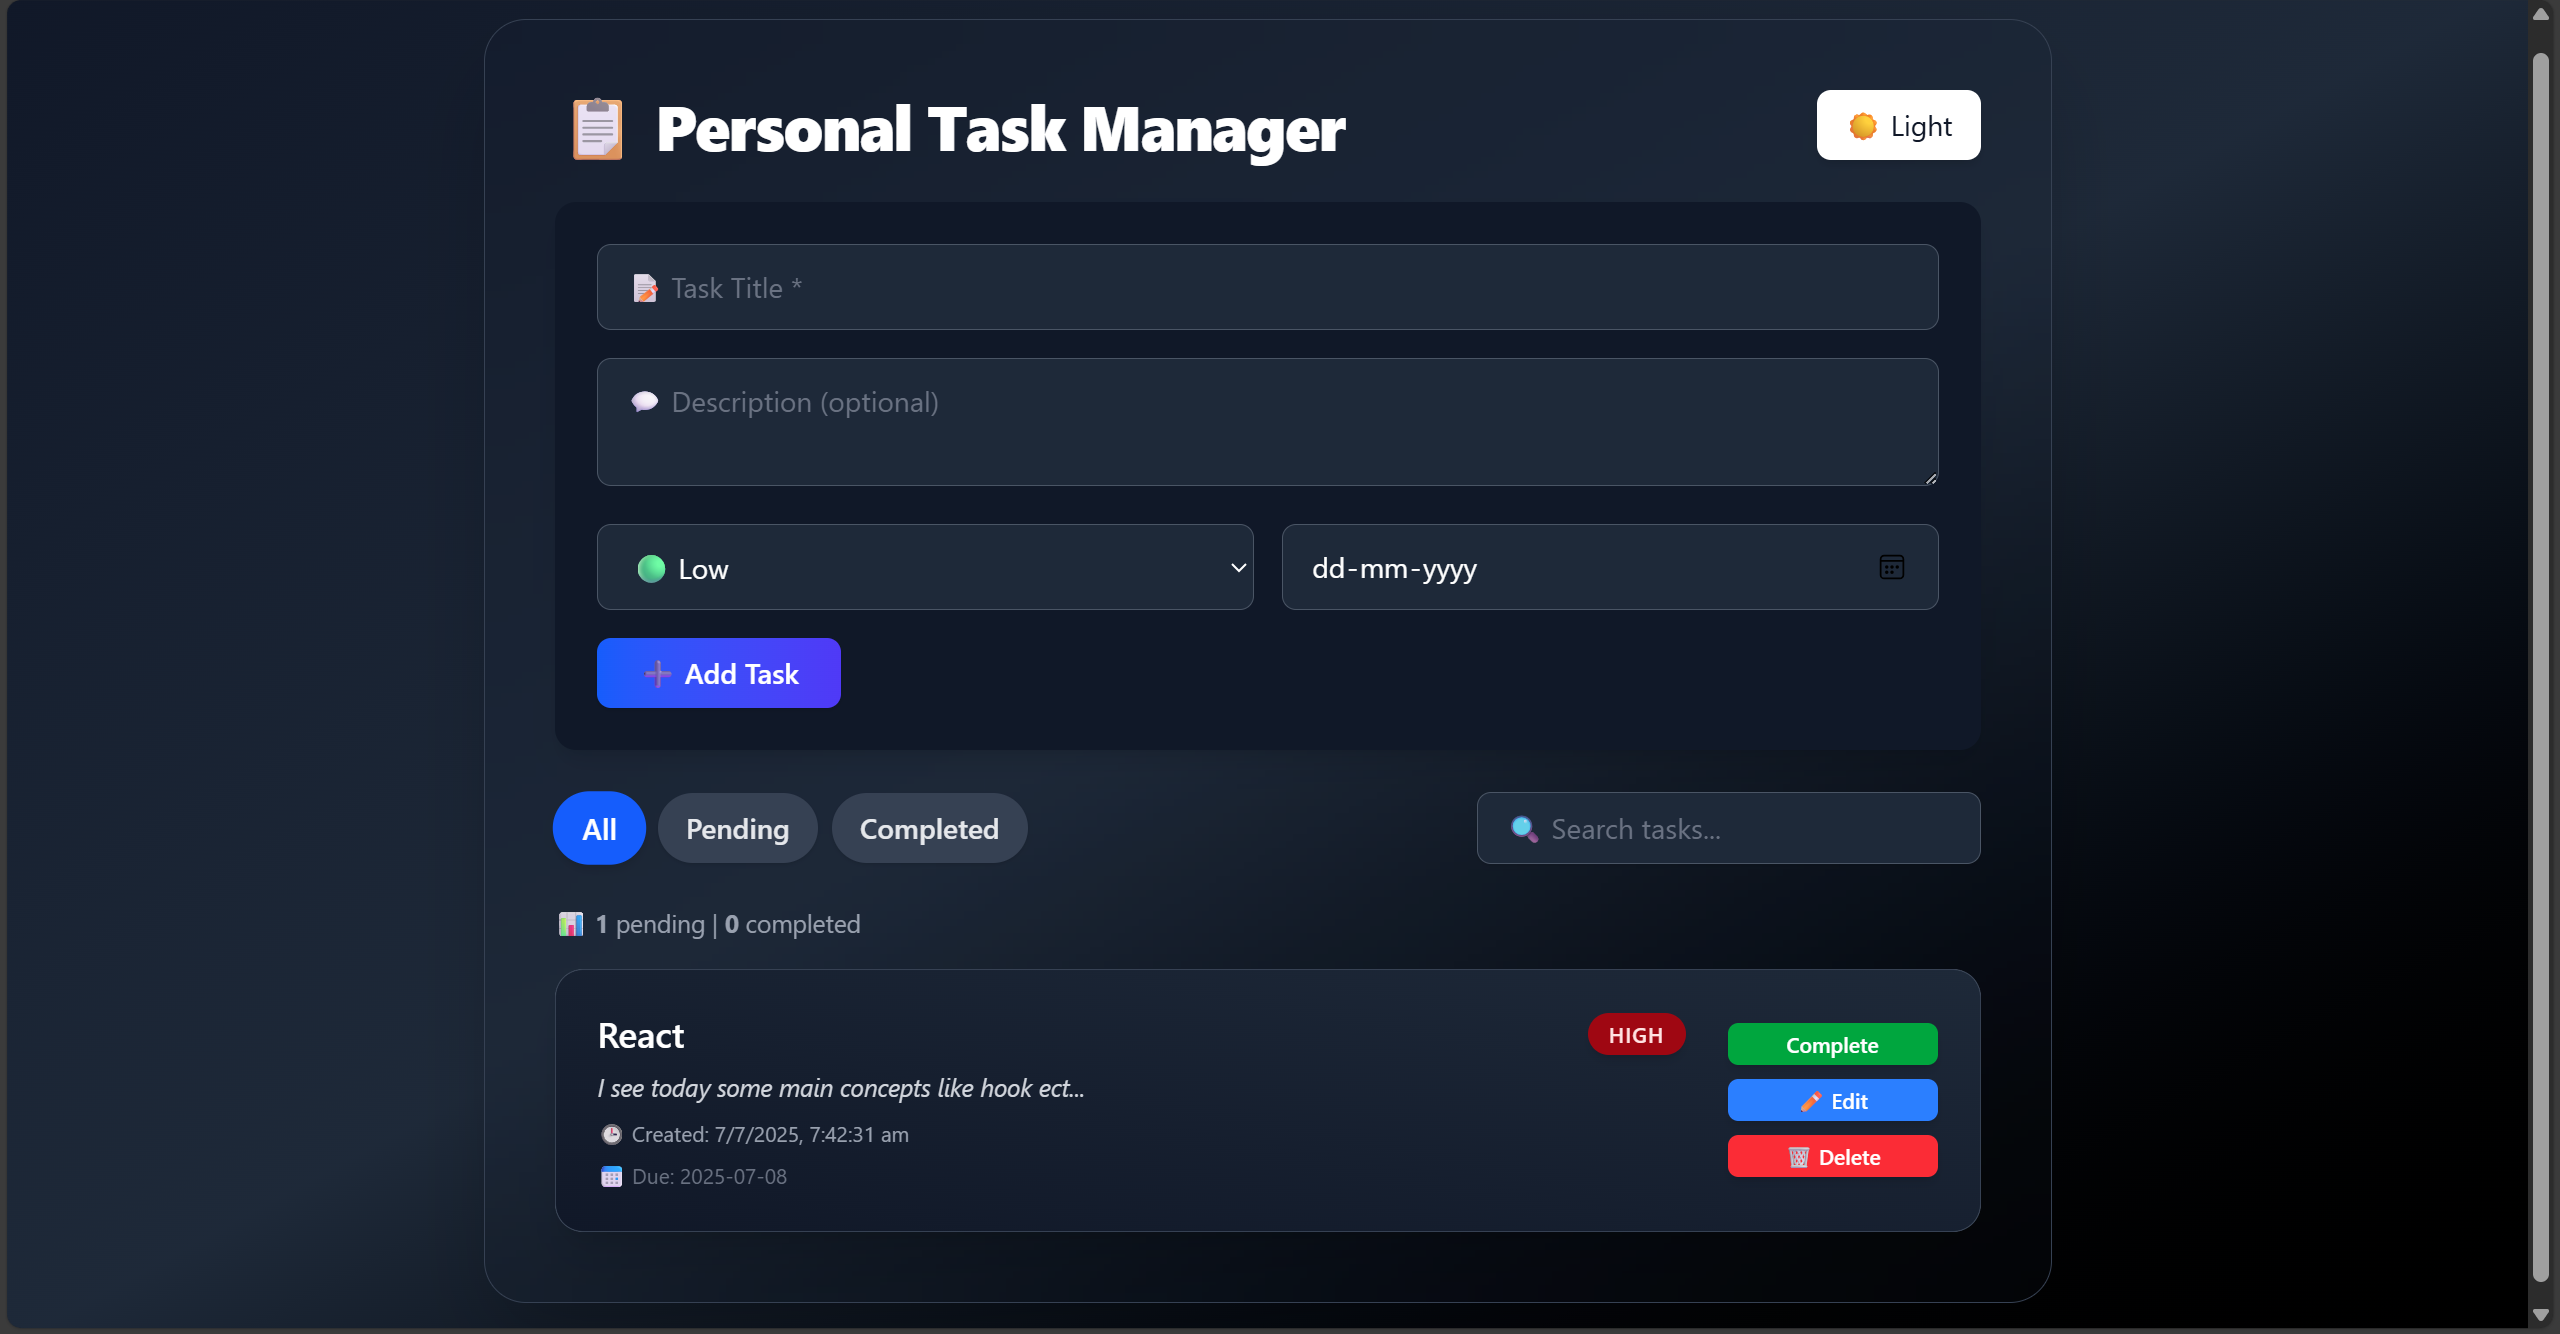 Personal Task Manager
Light
Task Title *
Description (optional)
Low
dd-mm-yyyy
Add Task
All Pending Completed
Search tasks...
1 pending | 0 completed
React
HIGH
I see today some main concepts like hook ect...
Created: 7/7/2025, 7:42:31 am
Due: 2025-07-08
Complete
Edit
Delete